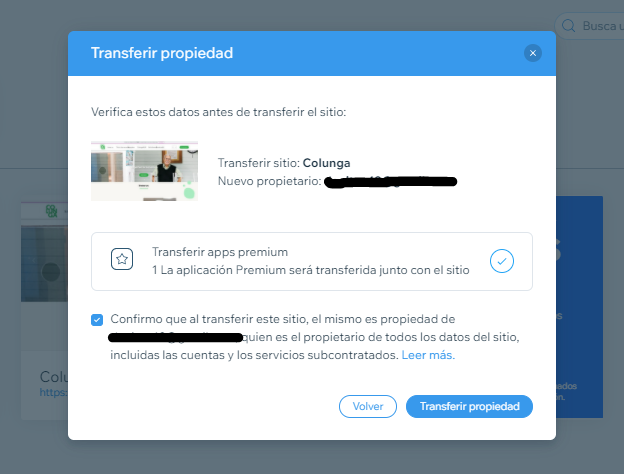 Busca u
Transferir propiedad
Verifica estos datos antes de transferir el sitio:
Transferir sitio: Colunga
Nuevo propietario:
Transferir apps premium
1 La aplicación Premium será transferida junto con el sitio
Confirmo que al transferir este sitio, el mismo es propiedad de
quien es el propietario de todos los datos del sitio,
incluidas las cuentas y los servicios subcontratados. Leer más.
Colu
https:
Volver
Transferir propiedad